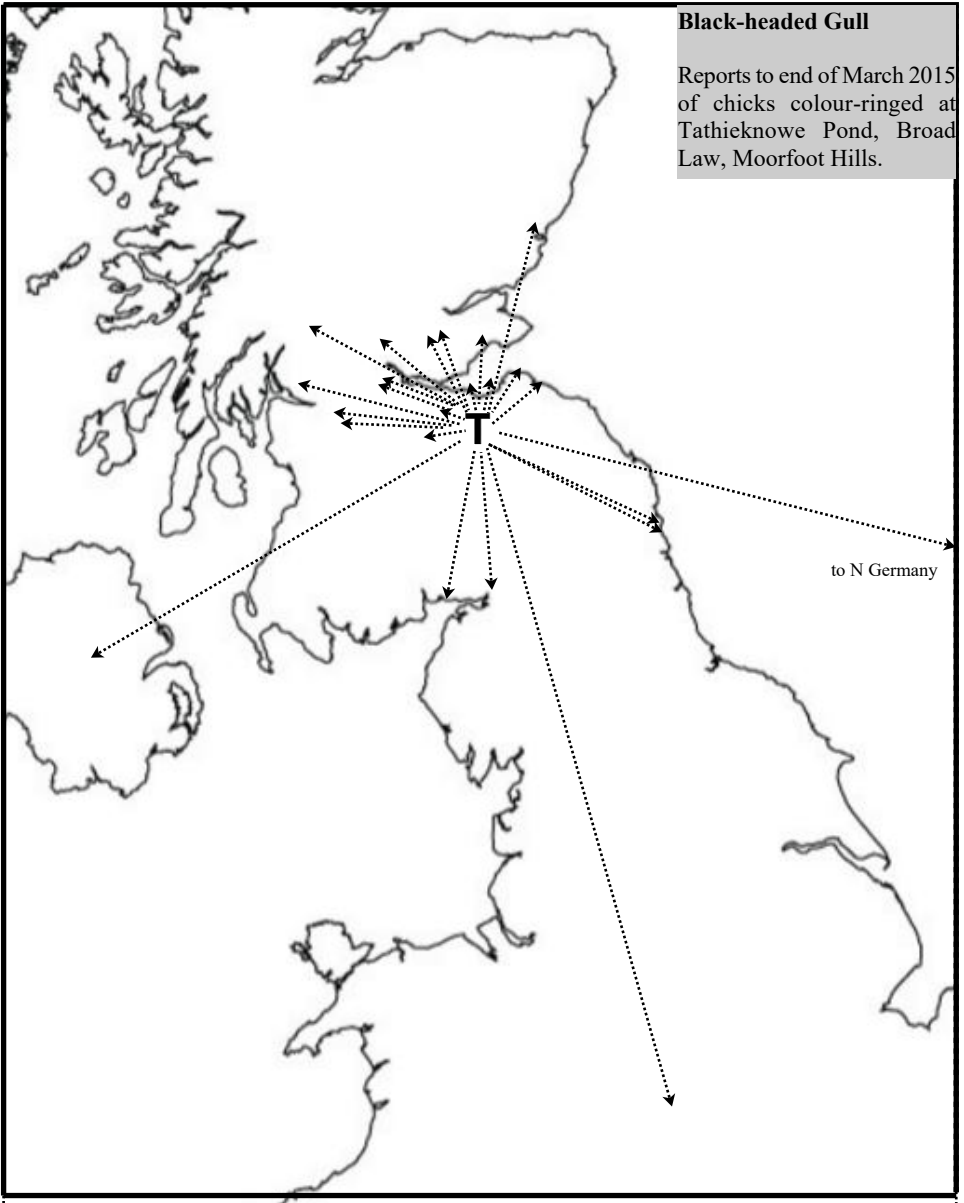 Black-headed Gull
Reports to end of March 2015
of chicks colour-ringed at
Tathieknowe Pond, Broad
Law, Moorfoot Hills.
T
to N Germany